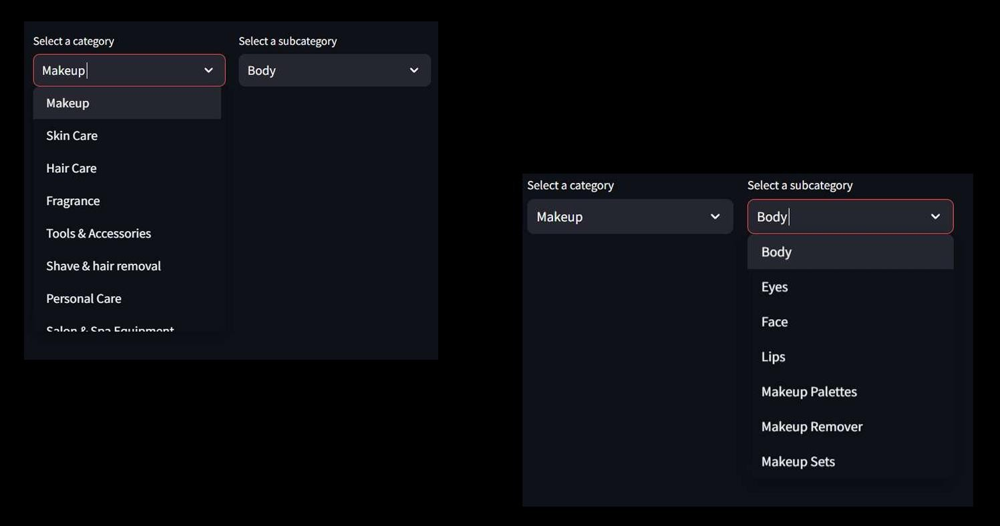 Select a category
Select a subcategory
Makeup
Body
Makeup
Skin Care
Hair Care
Fragrance
Tools & Accessories
Shave & hair removal
Personal Care
Salon & Spa Equipment
Select a category
Select a subcategory
Makeup
Body
Body
Eyes
Face
Lips
Makeup Palettes
Makeup Remover
Makeup Sets